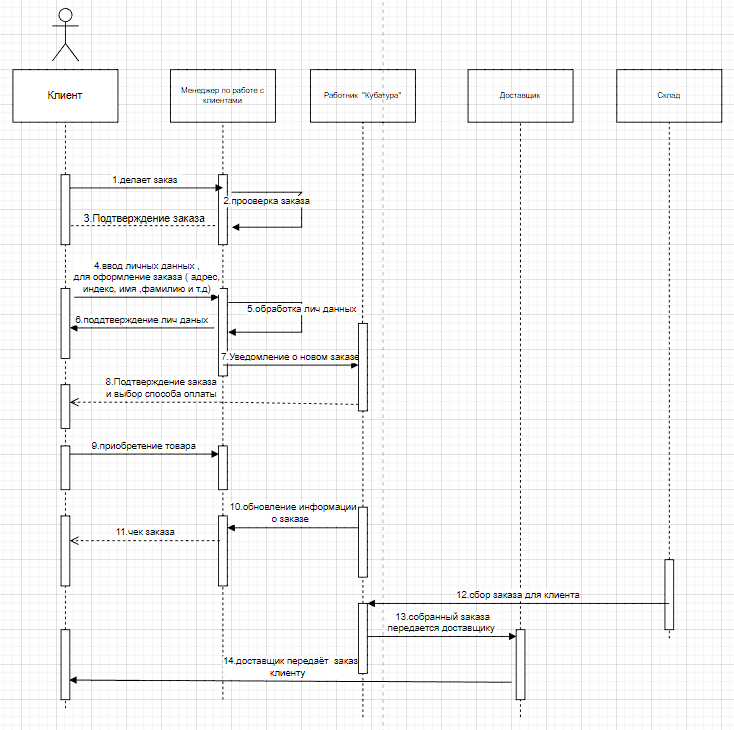 Клиент
Менеджер по работе с
клиентами
Работник "Кубатура"
Доставщик
Склад
1.делает заказ
2.прооверка заказа
3.Подтверждение заказа
4.ввод личных данных ,
для оформление заказа ( адрес,
индекс, имя ,фамилию и т.д)
5.обработка лич данных
6.поддтверждение лич даных
7.Уведомление о новом заказе
8.Подтверждение заказа
и выбор способа оплаты
9.приобретение товара
10.обновление информации
о заказе
11.чек заказа
12.сбор заказа для клиента
13.собранный заказа
передается доставщику
14.доставщик передаёт заказ
клиенту